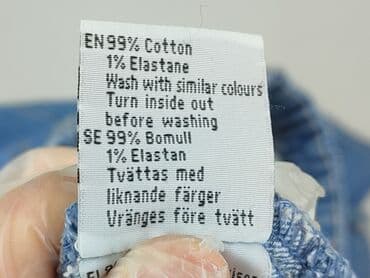 EN 99% Cotton
1% Elastane
Wash with similar colours
Turn inside out
before washing
SE 99% Bomull
1% Elastan
Tvättas med
liknande färger
Vränges före tvätt